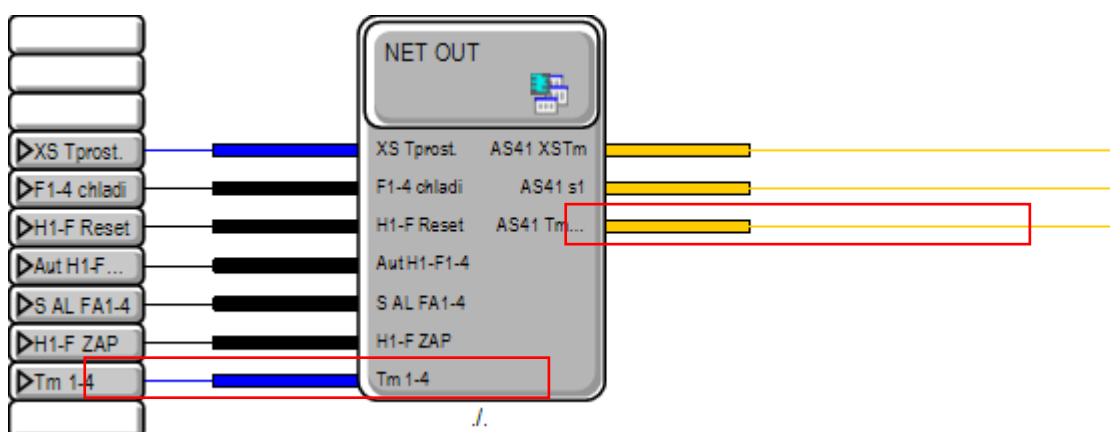 NET OUT
XS Tprost. XS Tprost. AS41 XSTm
F1-4 chladi F1-4 chladi AS41 s1
H1-F Reset H1-F Reset AS41 Tm...
Aut H1-F... Aut H1-F1-4
S AL FA1-4 S AL FA1-4
H1-F ZAP H1-F ZAP
Tm 1-4 Tm 1-4
./.